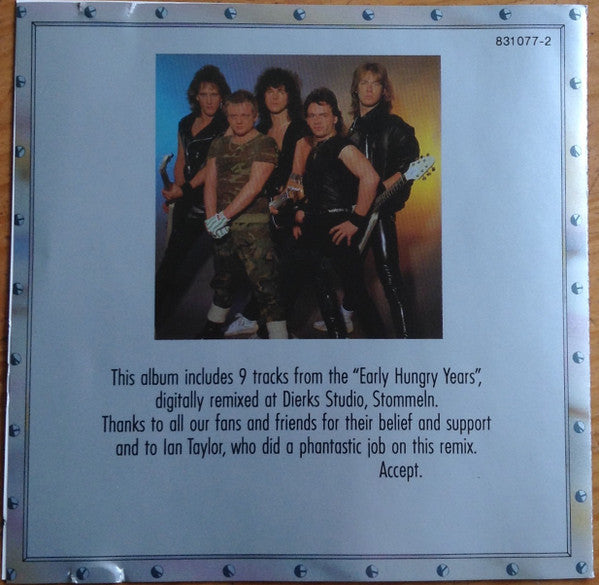 831077-2
This album includes 9 tracks from the “Early Hungry Years”,
digitally remixed at Dierks Studio, Stommeln.
Thanks to all our fans and friends for their belief and support
and to Ian Taylor, who did a phantastic job on this remix.
Accept.